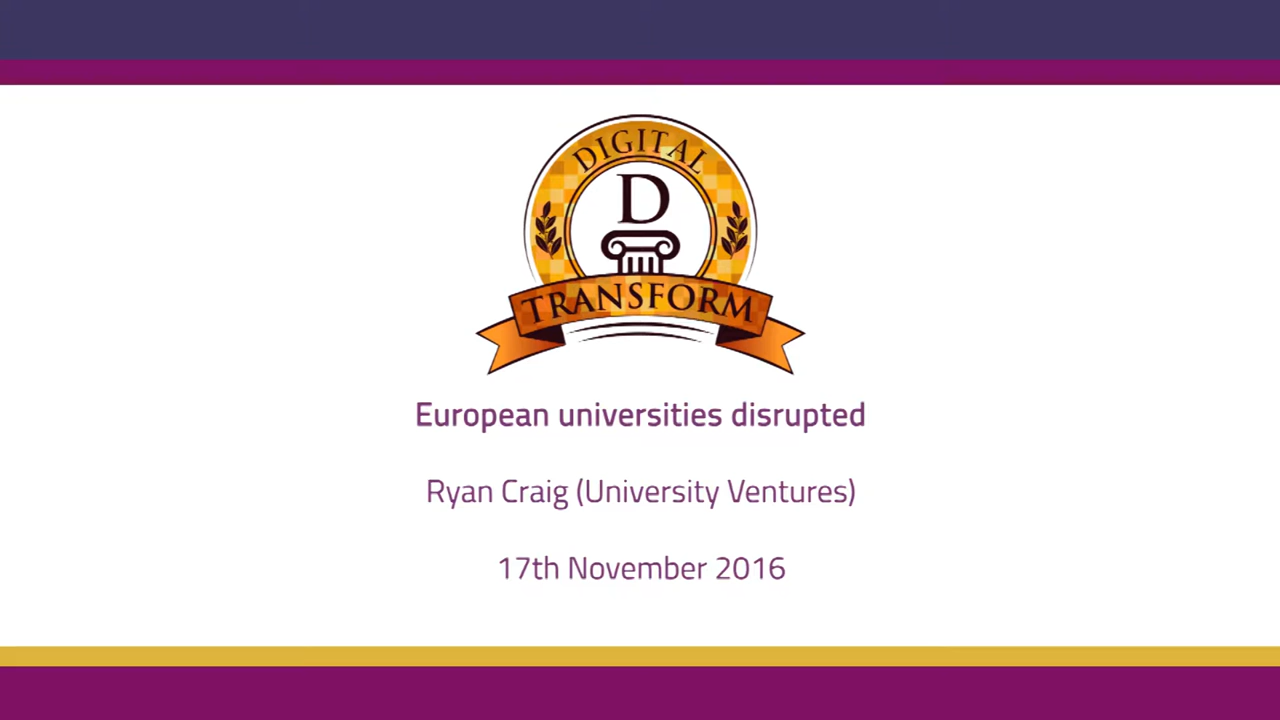 DIGITAL
D
TRANSFORM
European universities disrupted
Ryan Craig (University Ventures)
17th November 2016